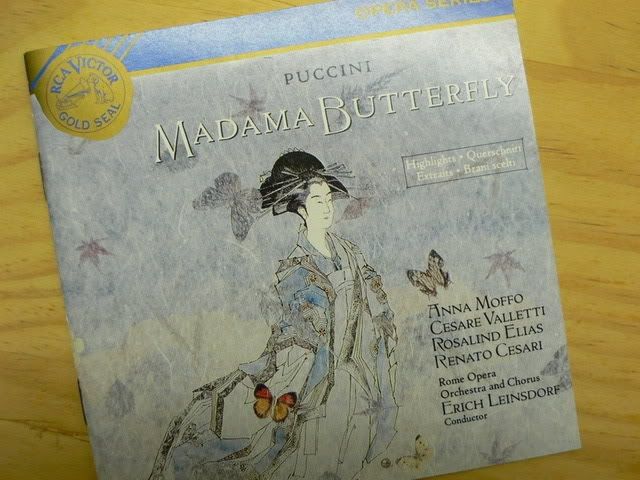 OPERA SERIES
RCA VICTOR
GOLD SEAL
PUCCINI
MADAMA BUTTERFLY
Highlights • Querschnitt
Extraits • Brani scelti
ANNA MOFFO
CESARE VALLETTI
ROSALIND ELIAS
RENATO CESARI
Rome Opera
Orchestra and Chorus
ERICH LEINSDORF
Conductor